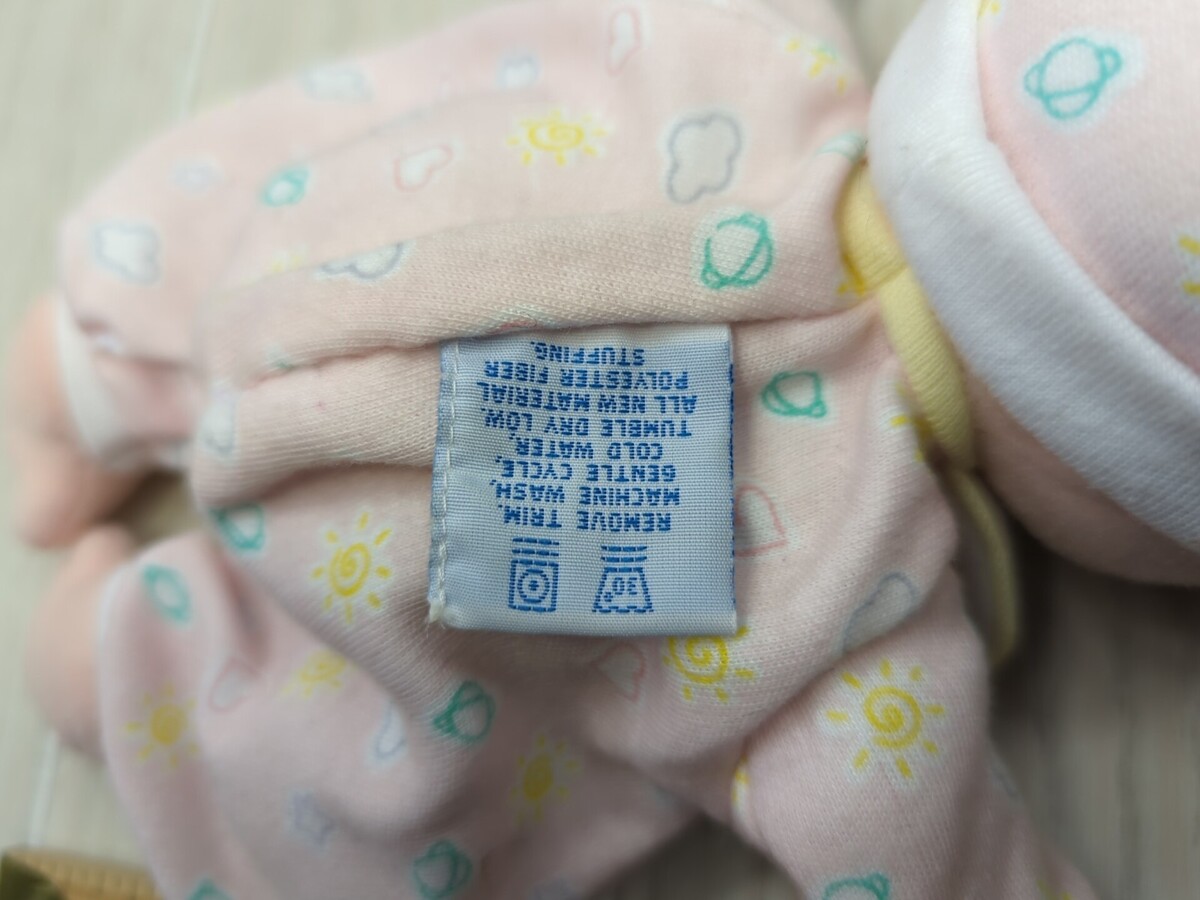 30°
REMOVE TRIM.
MACHINE WASH,
GENTLE CYCLE,
COLD WATER,
TUMBLE DRY LOW.
ALL NEW MATERIAL
POLYESTER FIBER
STUFFING.